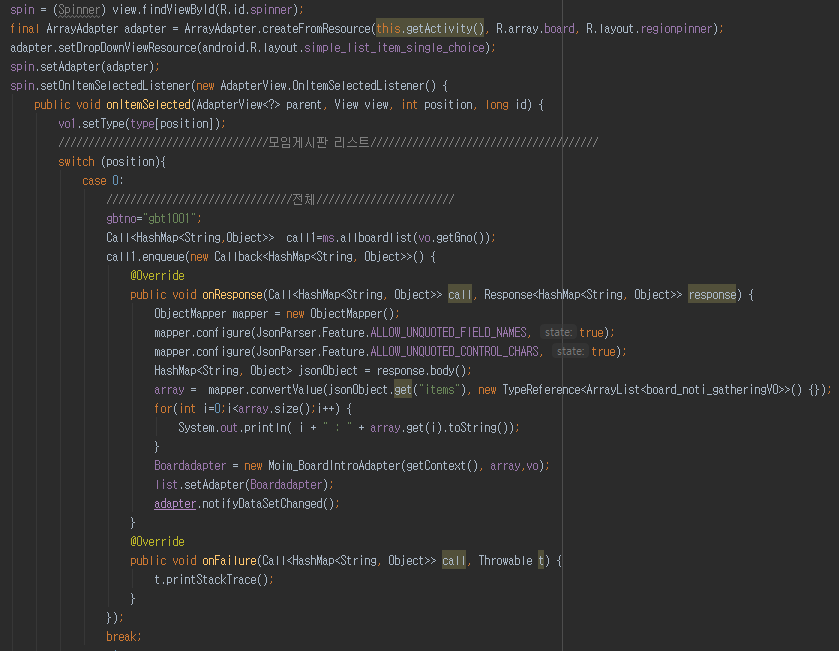 spin = (Spinner) view.findViewById(R.id.spinner);
final ArrayAdapter adapter = ArrayAdapter.createFromResource(this.getActivity(), R.array.board, R.layout.regionpinner);
adapter.setDropDownViewResource(android.R.layout.simple_list_item_single_choice);
spin.setAdapter(adapter);
spin.setOnItemSelectedListener(new AdapterView.OnItemSelectedListener() {
public void onItemSelected(AdapterView<?> parent, View view, int position, long id) {
vo1.setType(type[position]);
///////////////////////////////////모임게시판 리스트//////////////////////////////////////
switch (position){
case 0:
///////////////////////////////전체///////////////////////
gbtno="gbt1001";
Call<HashMap<String,Object>>  call1=ms.allboardlist(vo.getGno());
call1.enqueue(new Callback<HashMap<String, Object>>() {
@Override
public void onResponse(Call<HashMap<String, Object>> call, Response<HashMap<String, Object>> response) {
ObjectMapper mapper = new ObjectMapper();
mapper.configure(JsonParser.Feature.ALLOW_UNQUOTED_FIELD_NAMES, state: true);
mapper.configure(JsonParser.Feature.ALLOW_UNQUOTED_CONTROL_CHARS, state: true);
HashMap<String, Object> jsonObject = response.body();
array =  mapper.convertValue(jsonObject.get("items"), new TypeReference<ArrayList<board_noti_gatheringVO>>() {});
for(int i=0;i<array.size();i++) {
System.out.println( i + " : " + array.get(i).toString());
}
Boardadapter = new Moim_BoardIntroAdapter(getContext(), array,vo);
list.setAdapter(Boardadapter);
adapter.notifyDataSetChanged();
}
@Override
public void onFailure(Call<HashMap<String, Object>> call, Throwable t) {
t.printStackTrace();
}
});
break;